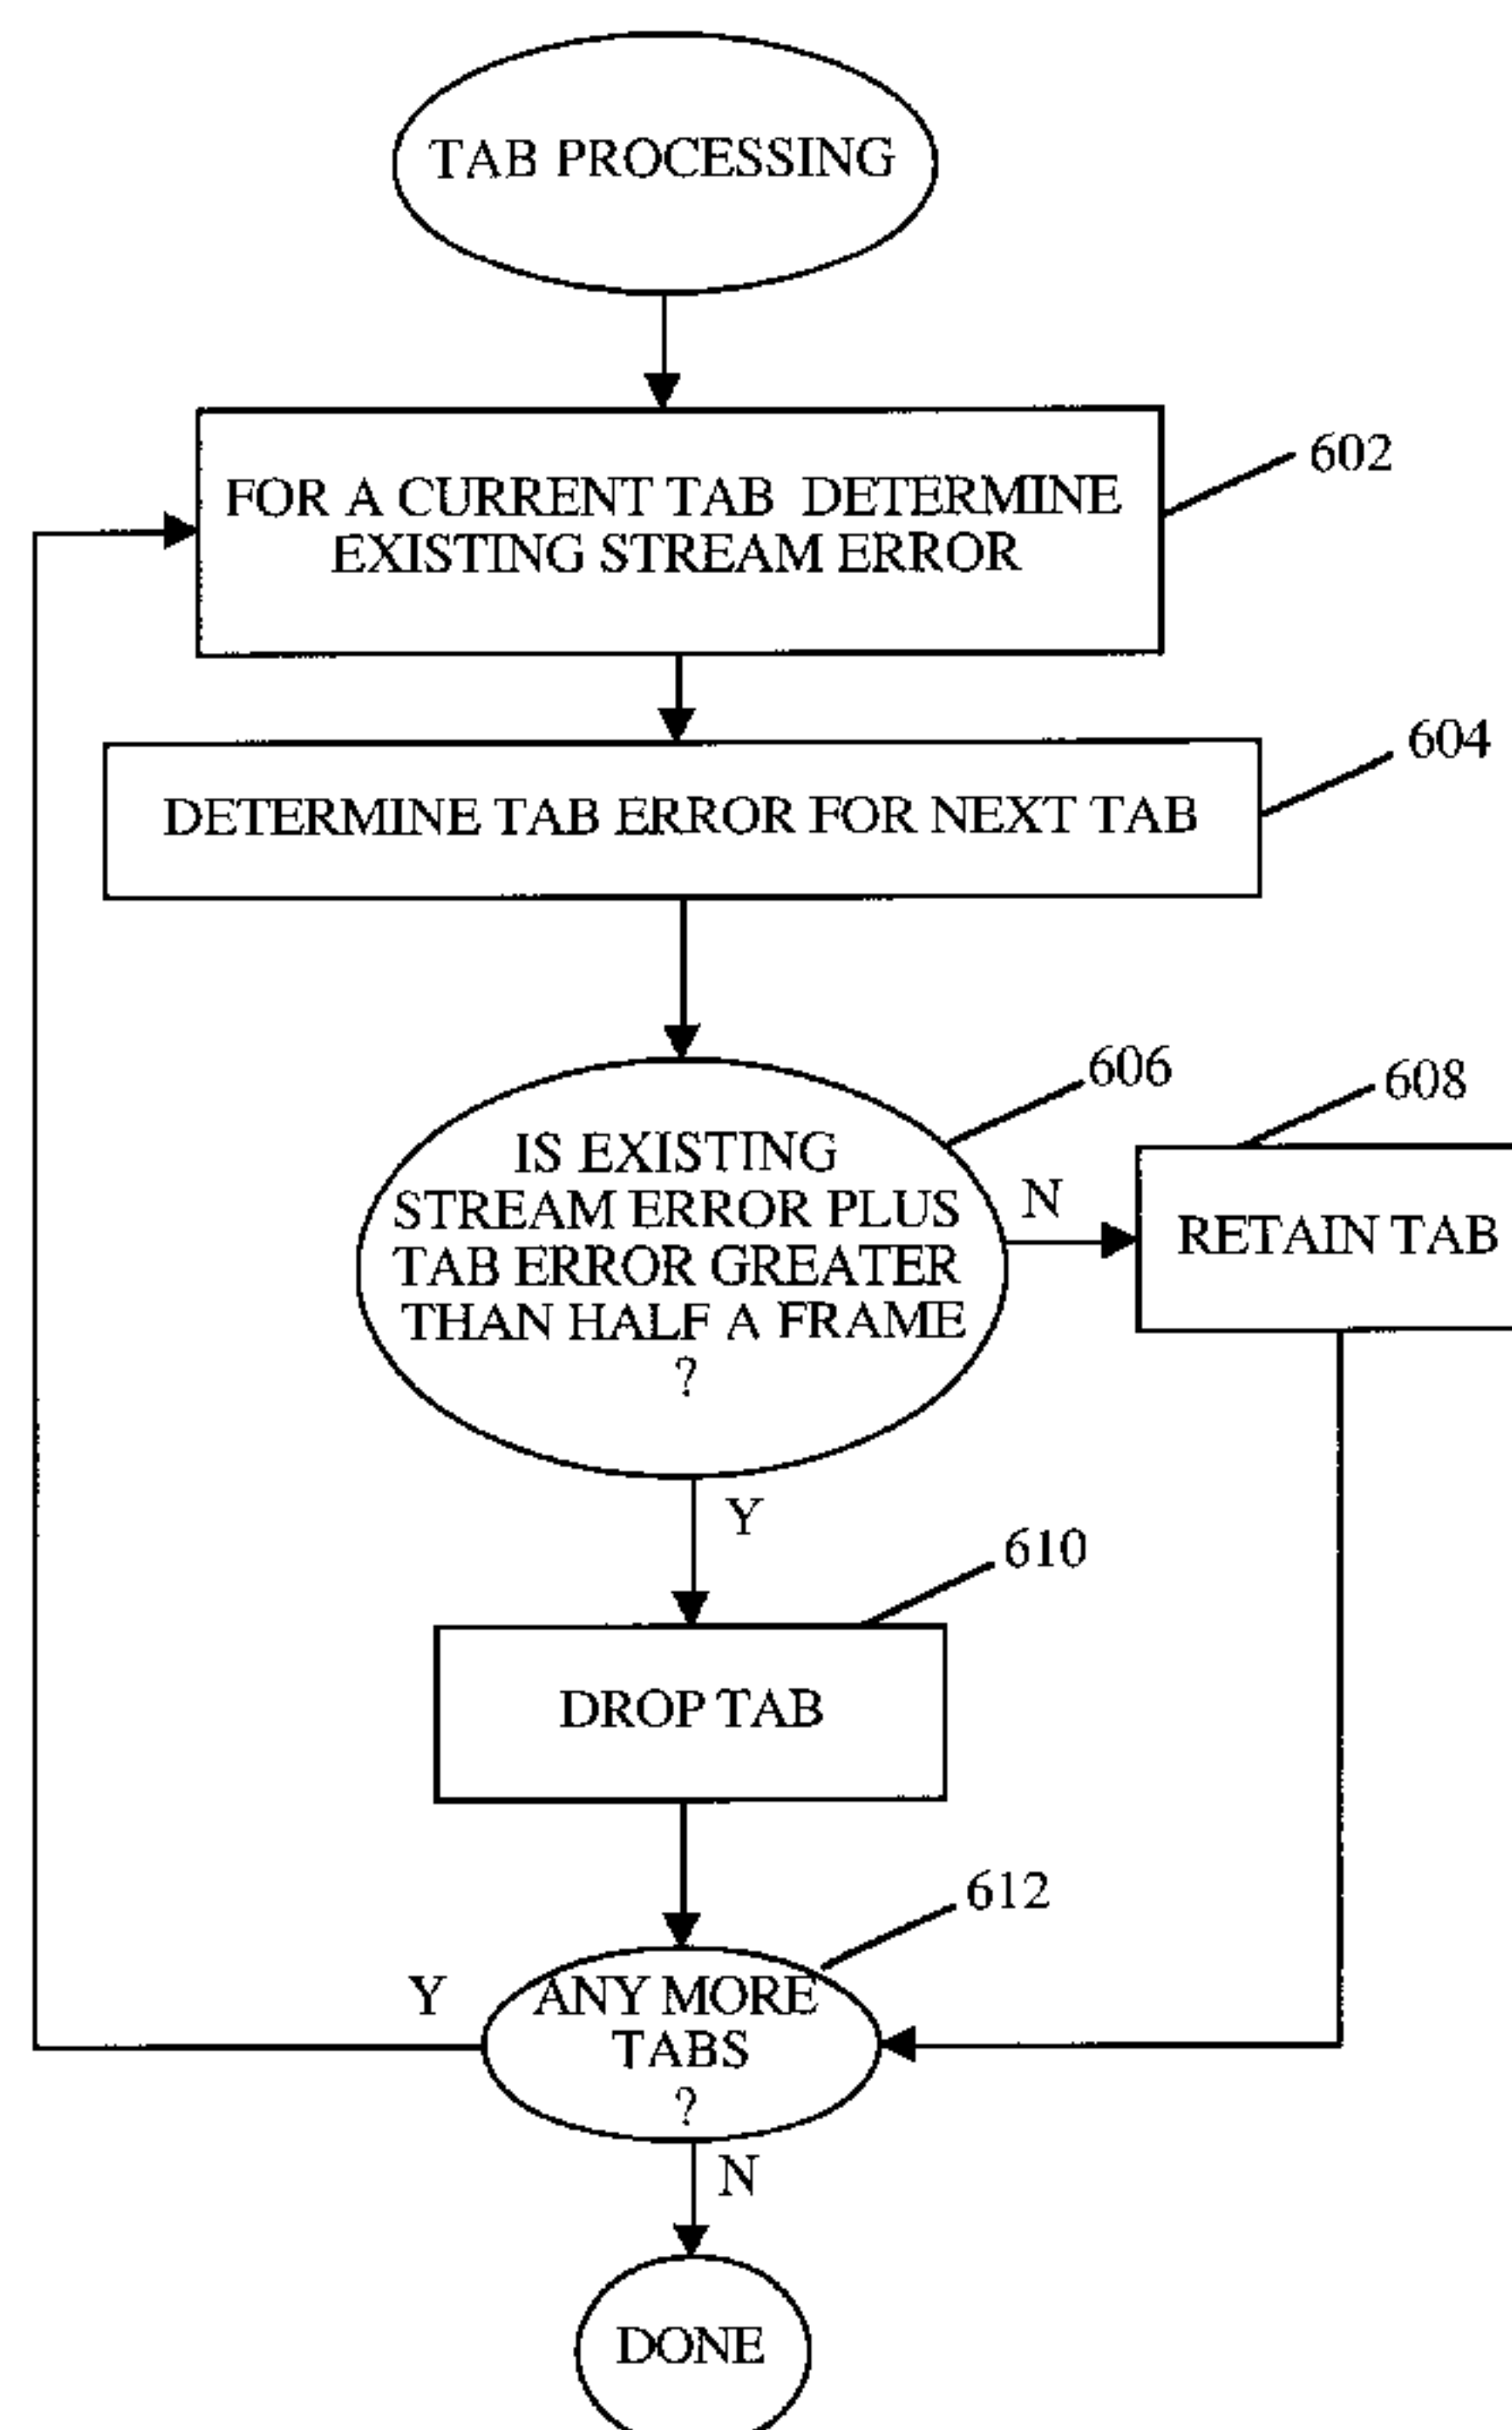 TAB PROCESSING
602
FOR A CURRENT TAB DETERMINE
EXISTING STREAM ERROR
604
DETERMINE TAB ERROR FOR NEXT TAB
606
608
IS EXISTING
STREAM ERROR PLUS
TAB ERROR GREATER
THAN HALF A FRAME
?
N
RETAIN TAB
Y
610
DROP TAB
612
Y
ANY MORE
TABS
?
N
DONE